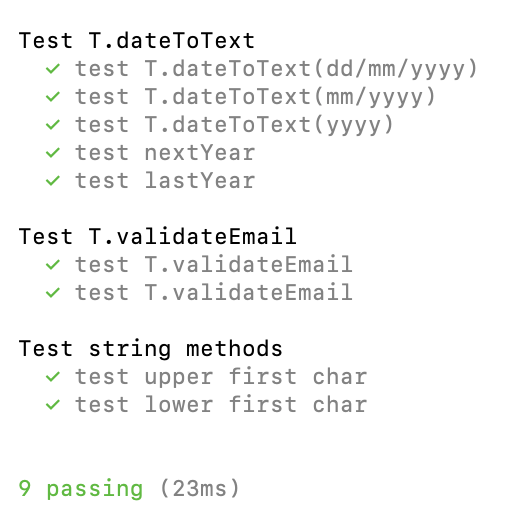 Test T.dateToText
✓ test T.dateToText(dd/mm/yyyy)
✓ test T.dateToText(mm/yyyy)
✓ test T.dateToText(yyyy)
✓ test nextYear
✓ test lastYear
Test T.validateEmail
✓ test T.validateEmail
✓ test T.validateEmail
Test string methods
✓ test upper first char
✓ test lower first char
9 passing (23ms)